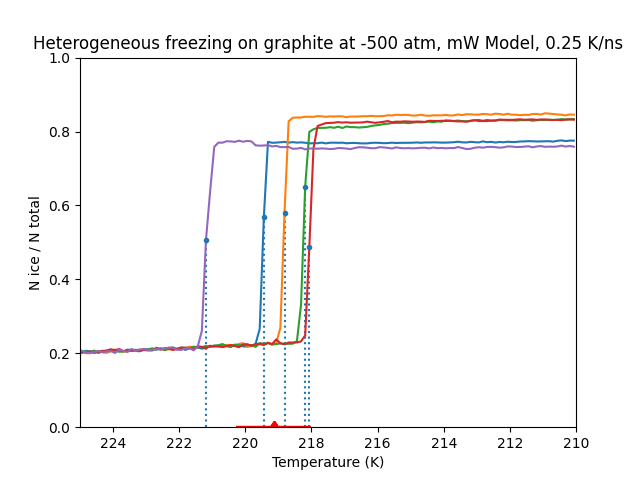 Heterogeneous freezing on graphite at -500 atm, mW Model, 0.25 K/ns
1.0
0.8
0.6
0.4
0.2
0.0
N ice / N total
224 222 220 218 216 214 212 210
Temperature (K)